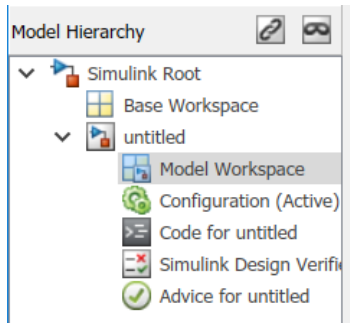 Model Hierarchy
Simulink Root
Base Workspace
untitled
Model Workspace
Configuration (Active)
Code for untitled
Simulink Design Verifi
Advice for untitled